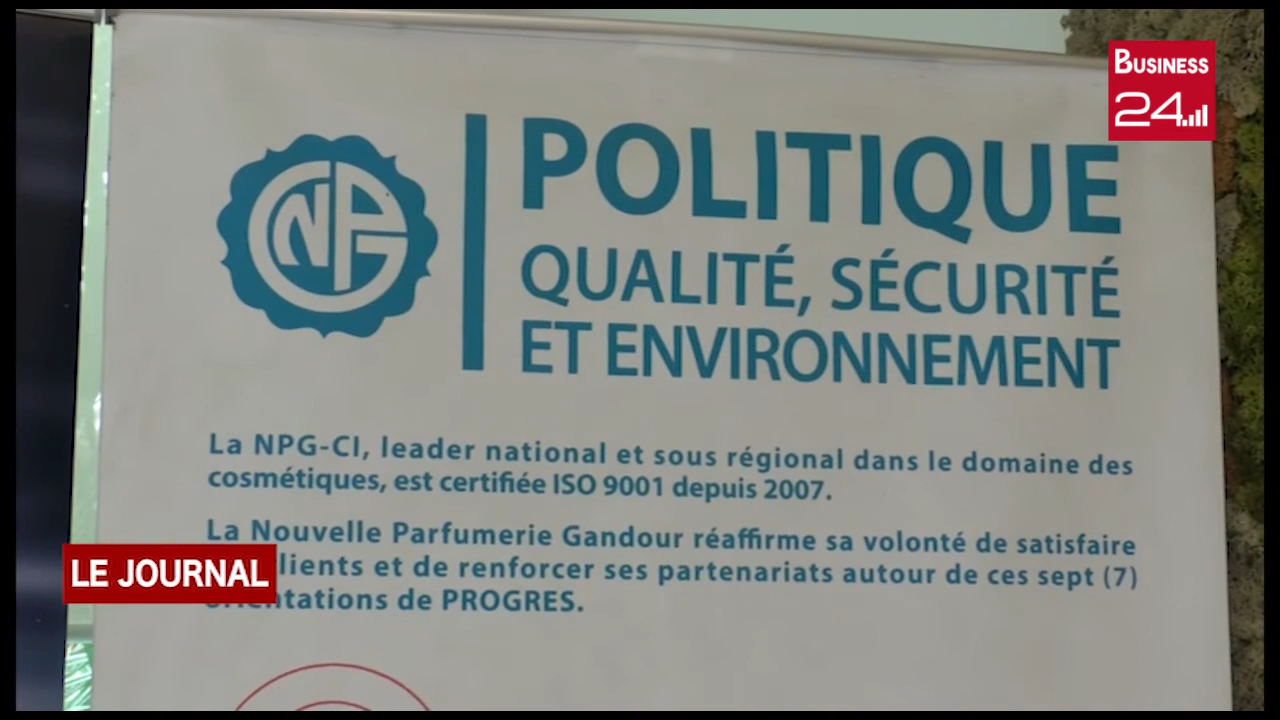 BUSINESS
24
NPG
POLITIQUE
QUALITÉ, SÉCURITÉ
ET ENVIRONNEMENT
La NPG-CI, leader national et sous régional dans le domaine des
cosmétiques, est certifiée ISO 9001 depuis 2007.
La Nouvelle Parfumerie Gandour réaffirme sa volonté de satisfaire
et de renforcer ses partenariats autour de ces sept (7)
de PROGRES.
LE JOURNAL